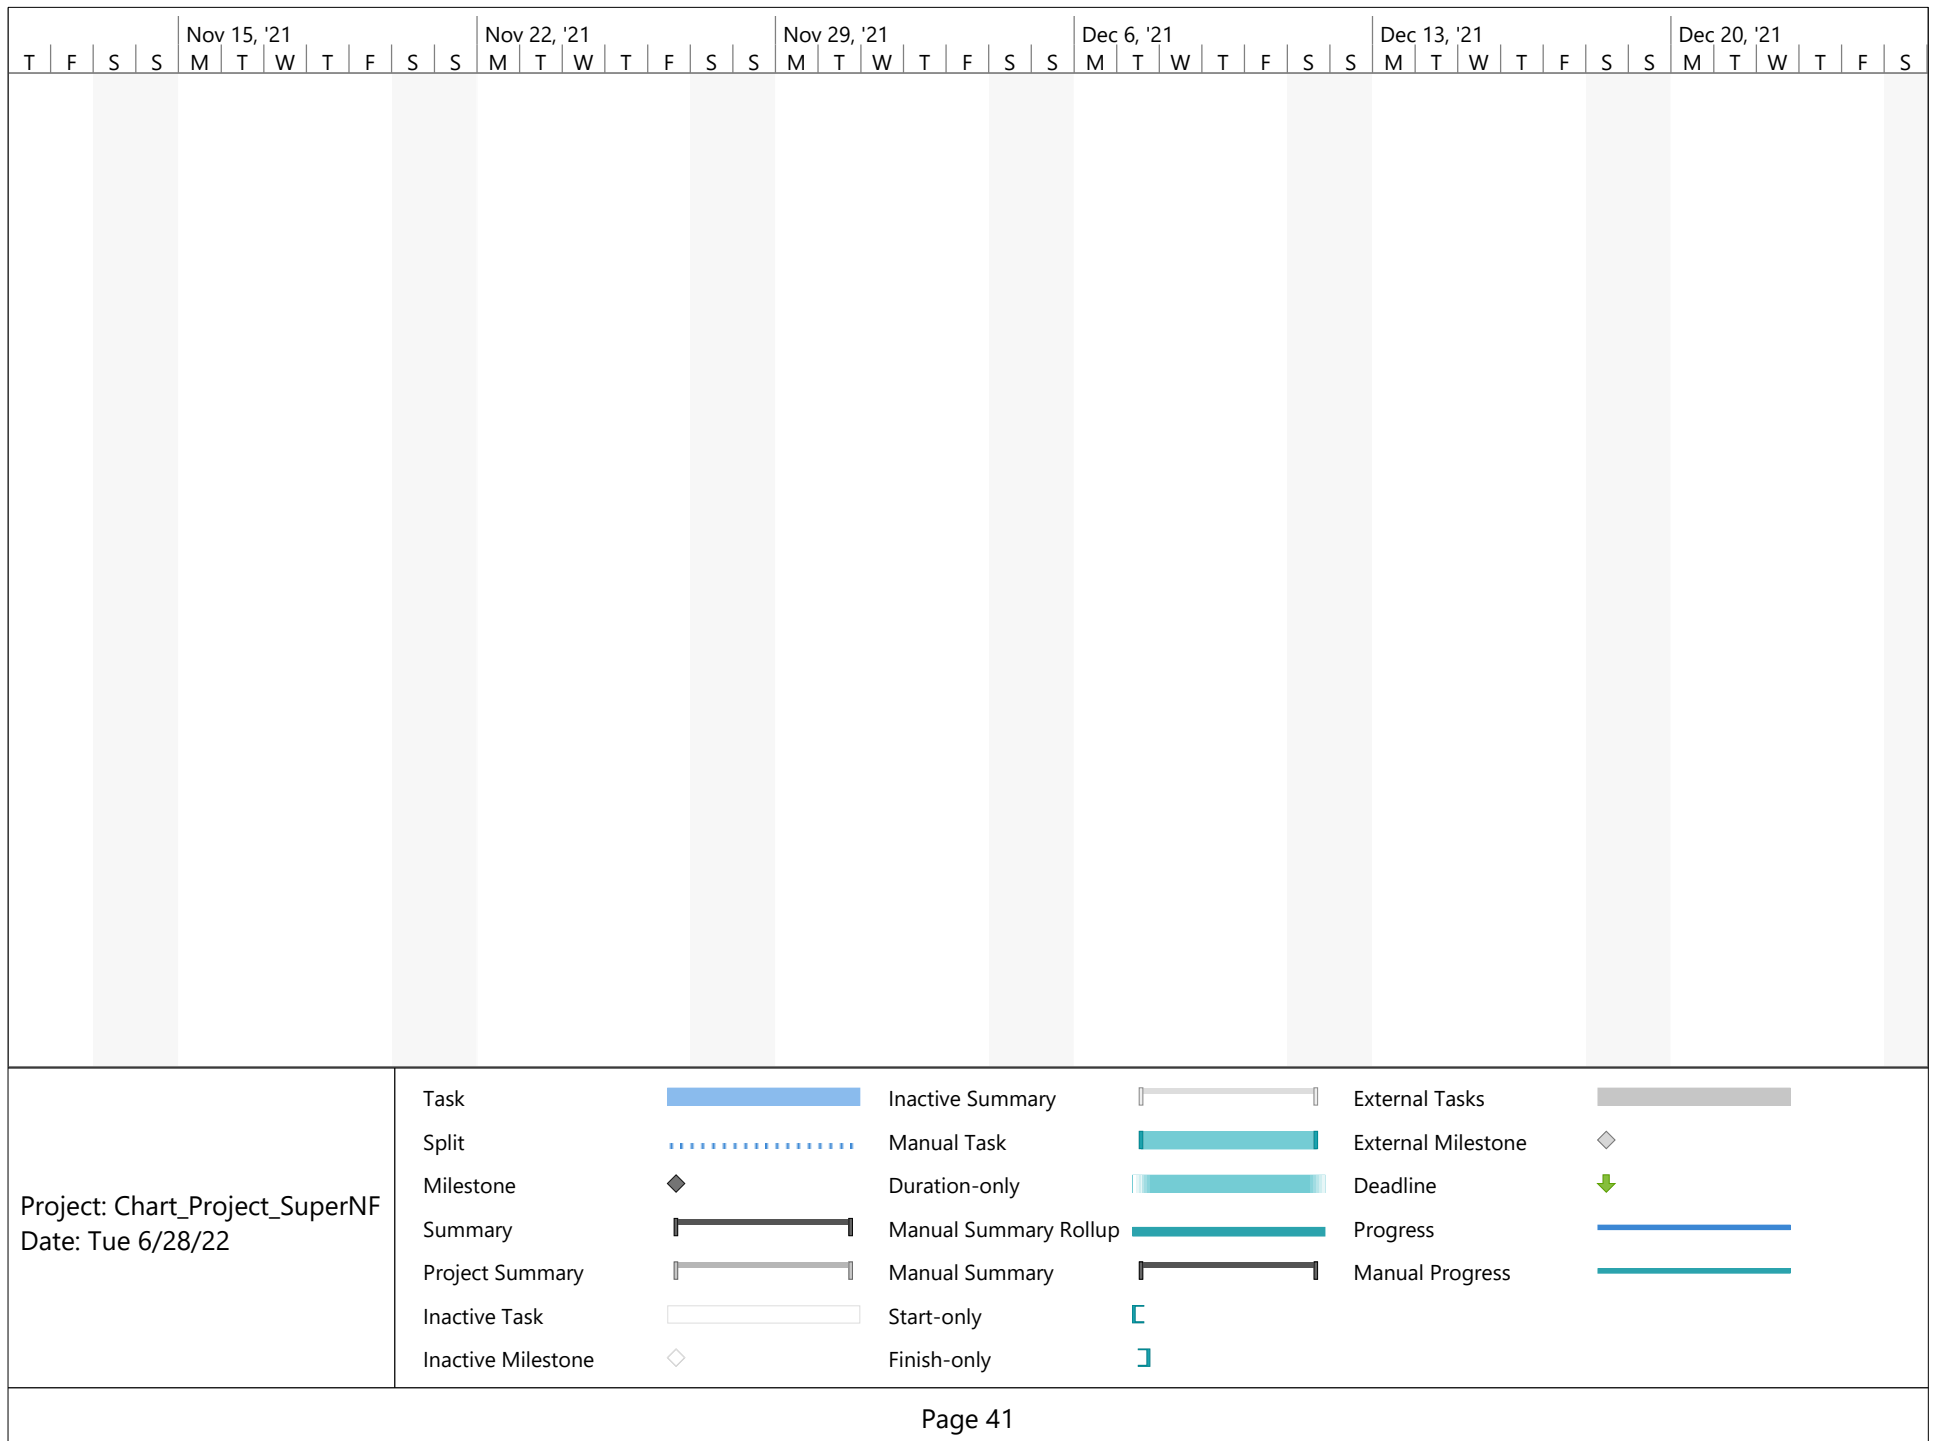 Nov 15, '21 Nov 22, '21 Nov 29, '21 Dec 6, '21 Dec 13, '21 Dec 20, '21
T F S S M T W T F S S M T W T F S S M T W T F S S M T W T F S S M T W T F S S M T W T F S
Project: Chart_Project_SuperNF
Date: Tue 6/28/22
Task
Split
Milestone
Summary
Project Summary
Inactive Task
Inactive Milestone
Inactive Summary
Manual Task
Duration-only
Manual Summary Rollup
Manual Summary
Start-only
Finish-only
External Tasks
External Milestone
Deadline
Progress
Manual Progress
Page 41